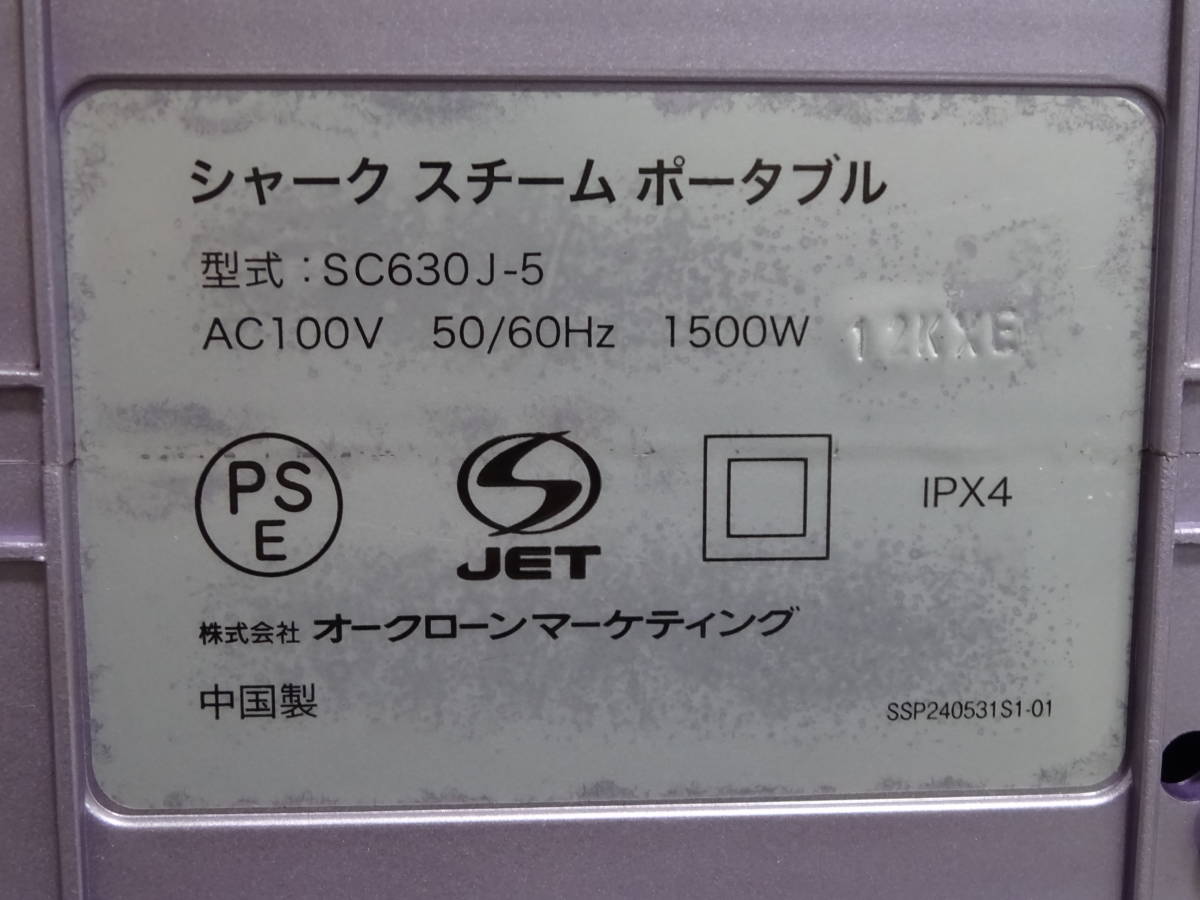 シャーク スチーム ポータブル
型式 : SC630J-5
AC100V 50/60Hz 1500W 12KXE
PS
E
JET
IPX4
株式会社 オークローンマーケティング
中国製
SSP240531S1-01